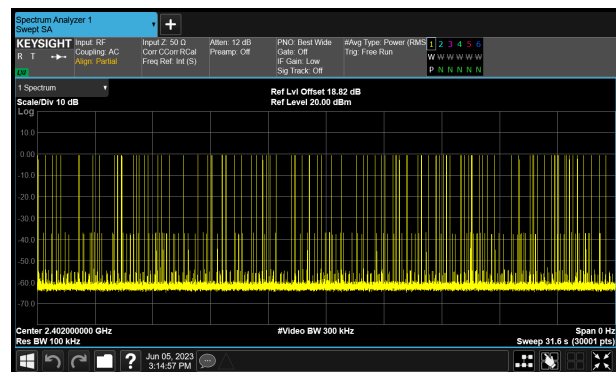 Spectrum Analyzer 1
Swept SA
KEYSIGHT
R T
LW
Input: RF
Coupling: AC
Align: Partial
Input Z: 50 Ω
Corr CCorr RCal
Freq Ref: Int (S)
Atten: 12 dB
Preamp: Off
PNO: Best Wide
Gate: Off
IF Gain: Low
Sig Track: Off
#Avg Type: Power (RMS
Trig: Free Run
1 2 3 4 5 6
W W W W W W
P N N N N N
1 Spectrum
Scale/Div 10 dB
Ref Lvl Offset 18.82 dB
Ref Level 20.00 dBm
Log
10.0
0.00
-10.0
-20.0
-30.0
-40.0
-50.0
-60.0
-70.0
Center 2.402000000 GHz
#Video BW 300 kHz
Span 0 Hz
Res BW 100 kHz
Sweep 31.6 s (30001 pts)
?
Jun 05, 2023
3:14:57 PM